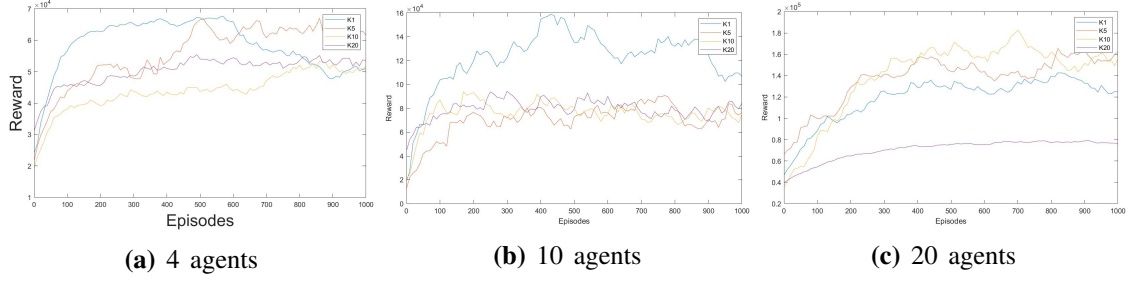 ×10⁴
7
6
5
4
3
2
1
Reward
0 100 200 300 400 500 600 700 800 900 1000
Episodes
K1
K5
K10
K20
(a) 4 agents
×10⁴
16
14
12
10
8
6
4
2
0
Reward
0 100 200 300 400 500 600 700 800 900 1000
Episodes
K1
K5
K10
K20
(b) 10 agents
×10⁵
2
1.8
1.6
1.4
1.2
1
0.8
0.6
0.4
0.2
Reward
0 100 200 300 400 500 600 700 800 900 1000
Episodes
K1
K5
K10
K20
(c) 20 agents